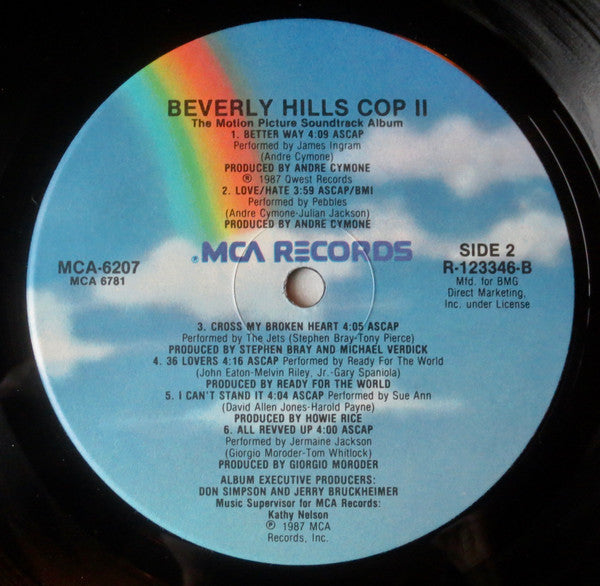 BEVERLY HILLS COP II
The Motion Picture Soundtrack Album
1. BETTER WAY 4:09 ASCAP
Performed by James Ingram
(Andre Cymone)
PRODUCED BY ANDRE CYMONE
℗ 1987 Qwest Records
2. LOVE/HATE 3:59 ASCAP/BMI
Performed by Pebbles
(Andre Cymone-Julian Jackson)
PRODUCED BY ANDRE CYMONE
.MCA RECORDS
MCA-6207
MCA 6781
SIDE 2
R-123346-B
Mfd. for BMG
Direct Marketing,
Inc. under License
3. CROSS MY BROKEN HEART 4:05 ASCAP
Performed by The Jets (Stephen Bray-Tony Pierce)
PRODUCED BY STEPHEN BRAY AND MICHAEL VERDICK
4. 36 LOVERS 4:16 ASCAP Performed by Ready For The World
(John Eaton-Melvin Riley, Jr.-Gary Spaniola)
PRODUCED BY READY FOR THE WORLD
5. I CAN'T STAND IT 4:04 ASCAP Performed by Sue Ann
(David Allen Jones-Harold Payne)
PRODUCED BY HOWIE RICE
6. ALL REVVED UP 4:00 ASCAP
Performed by Jermaine Jackson
(Giorgio Moroder-Tom Whitlock)
PRODUCED BY GIORGIO MORODER
ALBUM EXECUTIVE PRODUCERS:
DON SIMPSON AND JERRY BRUCKHEIMER
Music Supervisor for MCA Records:
Kathy Nelson
℗ 1987 MCA
Records, Inc.